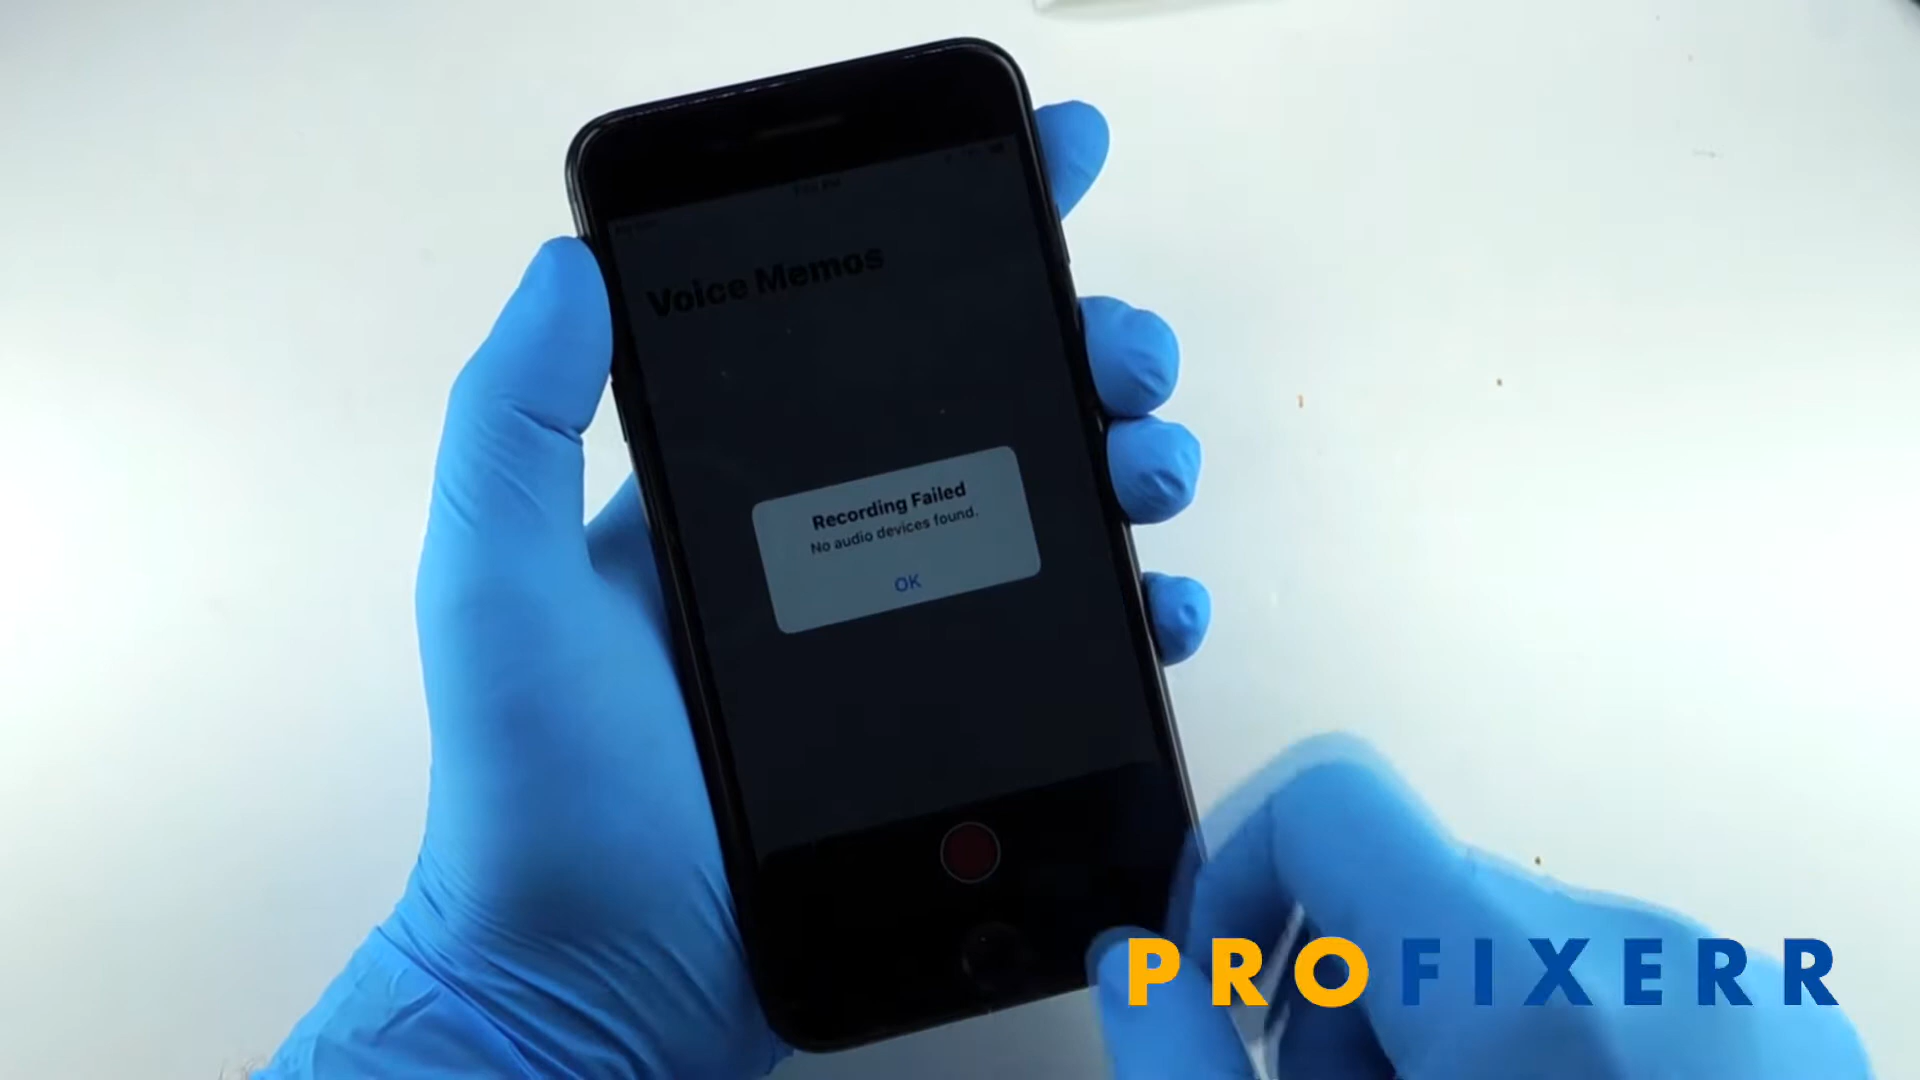 Voice Memos
Recording Failed
No audio devices found.
OK
PROFIXERR